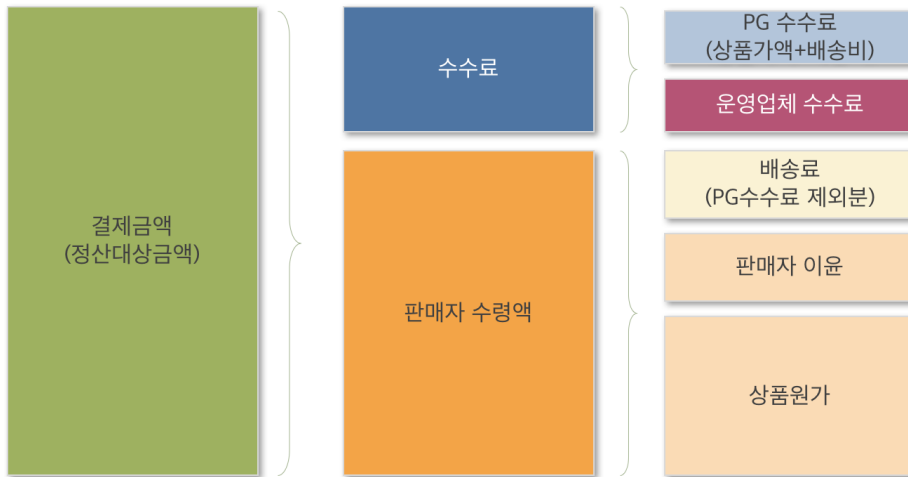 결제금액
(정산대상금액)
수수료
판매자 수령액
PG 수수료
(상품가액+배송비)
운영업체 수수료
배송료
(PG수수료 제외분)
판매자 이윤
상품원가